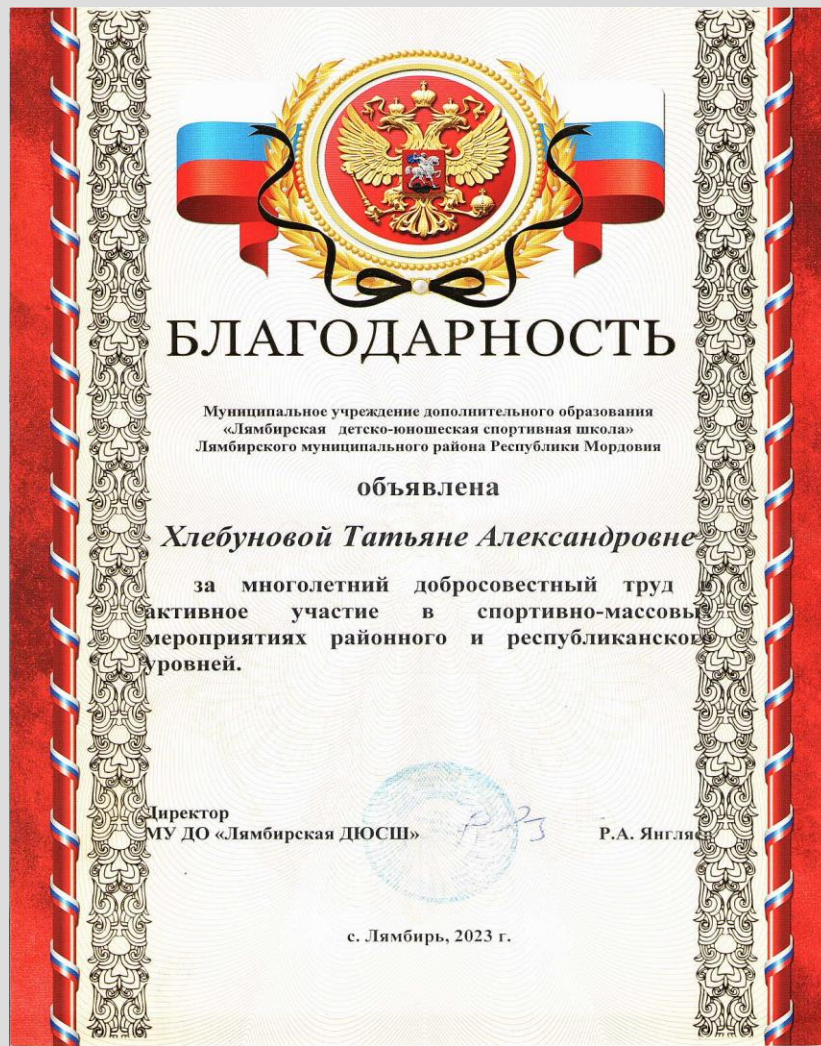 БЛАГОДАРНОСТЬ
Муниципальное учреждение дополнительного образования
«Лямбирская детско-юношеская спортивная школа»
Лямбирского муниципального района Республики Мордовия
объявлена
Хлебуновой Татьяне Александровне
за многолетний добросовестный труд
активное участие в спортивно-массовых
мероприятиях районного и республиканского
уровней.
Директор
МУ ДО «Лямбирская ДЮСШ» Р.А. Янгляев
с. Лямбирь, 2023 г.